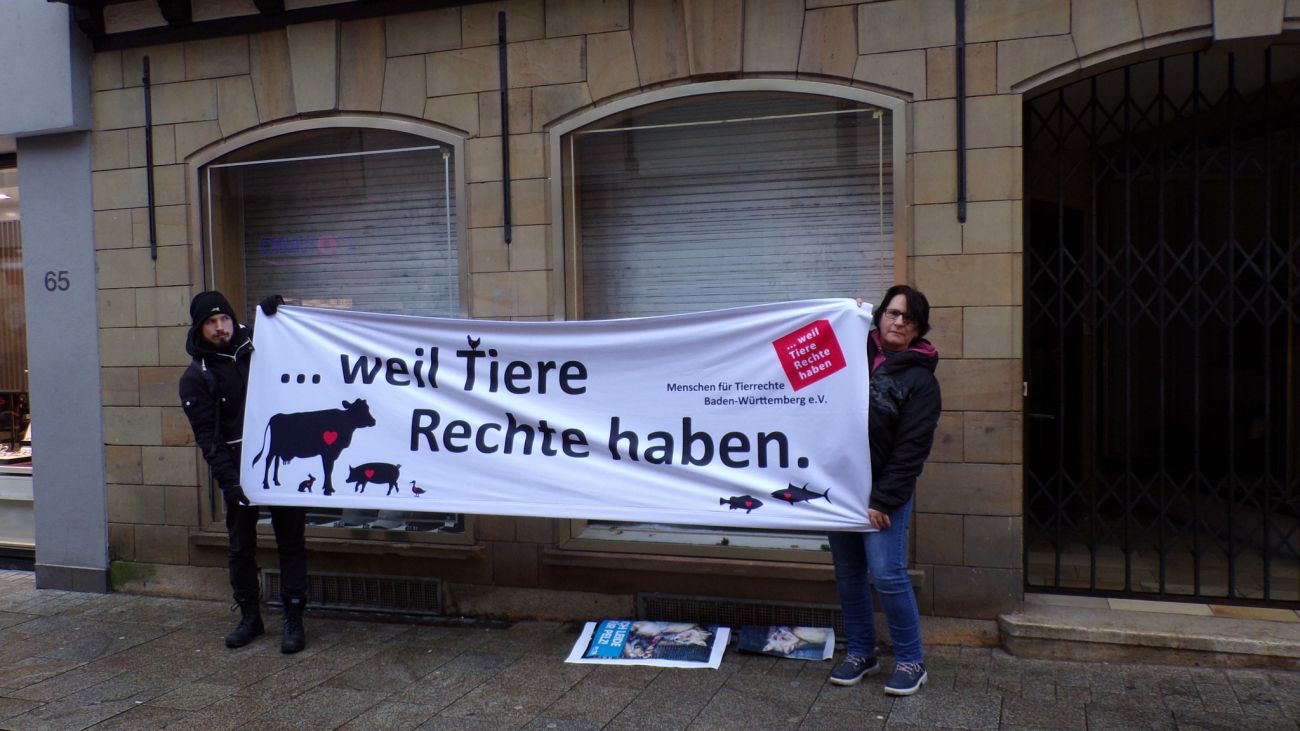 65
... weil Tiere
Rechte haben.
Menschen für Tierrechte
Baden-Württemberg e.V.
... weil
Tiere
Rechte
haben